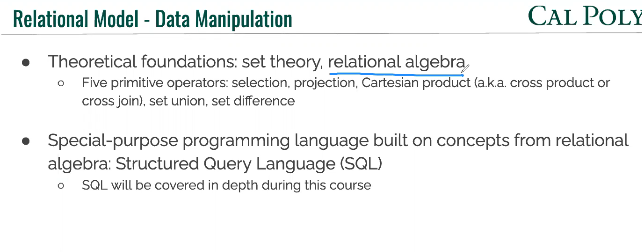 Relational Model - Data Manipulation
CAL POLY
● Theoretical foundations: set theory, relational algebra
○ Five primitive operators: selection, projection, Cartesian product (a.k.a. cross product or
cross join), set union, set difference
● Special-purpose programming language built on concepts from relational
algebra: Structured Query Language (SQL)
○ SQL will be covered in depth during this course